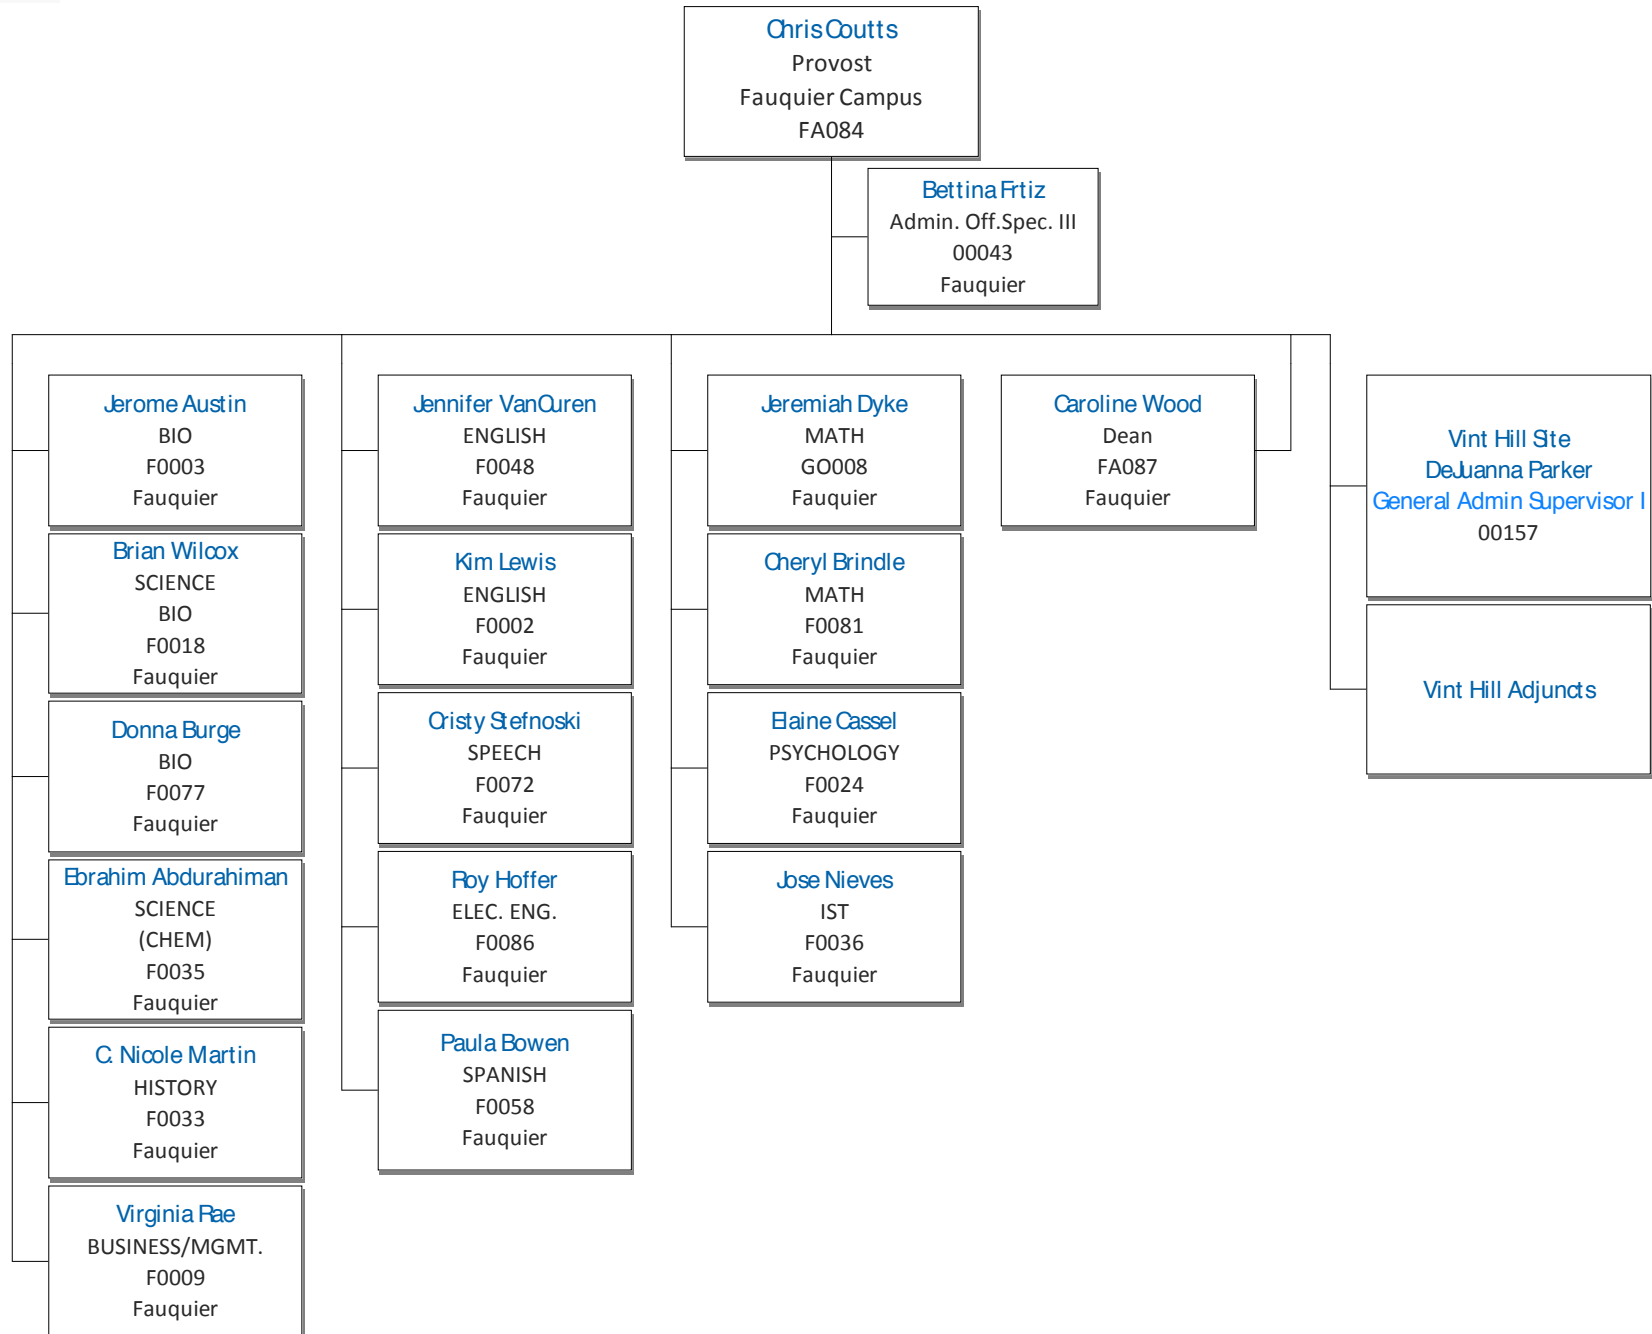 Chris Coutts
Provost
Fauquier Campus
FA084
Bettina Frtiz
Admin. Off.Spec. III
00043
Fauquier
Jerome Austin
BIO
F0003
Fauquier
Brian Wilcox
SCIENCE
BIO
F0018
Fauquier
Donna Burge
BIO
F0077
Fauquier
Ebrahim Abdurahiman
SCIENCE
(CHEM)
F0035
Fauquier
C. Nicole Martin
HISTORY
F0033
Fauquier
Virginia Rae
BUSINESS/MGMT.
F0009
Fauquier
Jennifer VanCuren
ENGLISH
F0048
Fauquier
Kim Lewis
ENGLISH
F0002
Fauquier
Cristy Stefnoski
SPEECH
F0072
Fauquier
Roy Hoffer
ELEC. ENG.
F0086
Fauquier
Paula Bowen
SPANISH
F0058
Fauquier
Jeremiah Dyke
MATH
GO008
Fauquier
Cheryl Brindle
MATH
F0081
Fauquier
Elaine Cassel
PSYCHOLOGY
F0024
Fauquier
Jose Nieves
IST
F0036
Fauquier
Caroline Wood
Dean
FA087
Fauquier
Vint Hill Site
DeJuanna Parker
General Admin Supervisor I
00157
Vint Hill Adjuncts